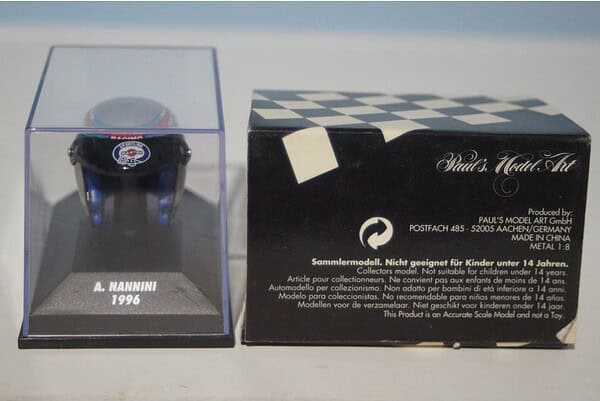 RACING
A. NANNINI
1996
Paul's Model Art
Produced by:
PAUL'S MODEL ART GmbH
POSTFACH 485 - 52005 AACHEN/GERMANY
MADE IN CHINA
METAL 1:8
Sammlermodell. Nicht geeignet für Kinder unter 14 Jahren.
Collectors model. Not suitable for children under 14 years.
Article pour collectionneurs. Ne convient pas aux enfants de moins de 14 ans.
Automodello per collezionismo. Non adatto per bambini di età inferiore a 14 anni.
Modelo para coleccionistas. No recomendable para niños menores de 14 años.
Modellen voor de verzamelaar. Niet geschikt voor kinderen onder 14 jaar.
This Product is an Accurate Scale Model and not a Toy.